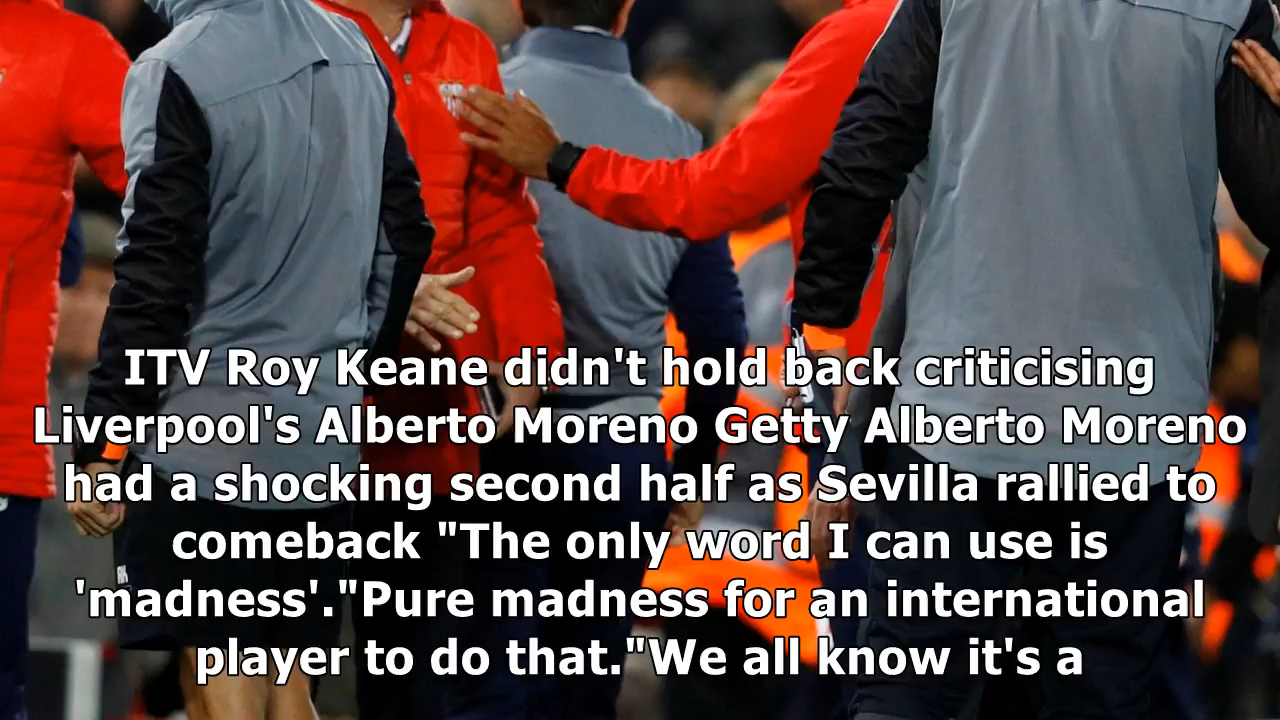 ITV Roy Keane didn't hold back criticising
Liverpool's Alberto Moreno Getty Alberto Moreno
had a shocking second half as Sevilla rallied to
comeback "The only word I can use is
'madness'."Pure madness for an international
player to do that."We all know it's a
RK